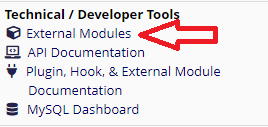 Technical / Developer Tools
External Modules
API Documentation
Plugin, Hook, & External Module
Documentation
MySQL Dashboard